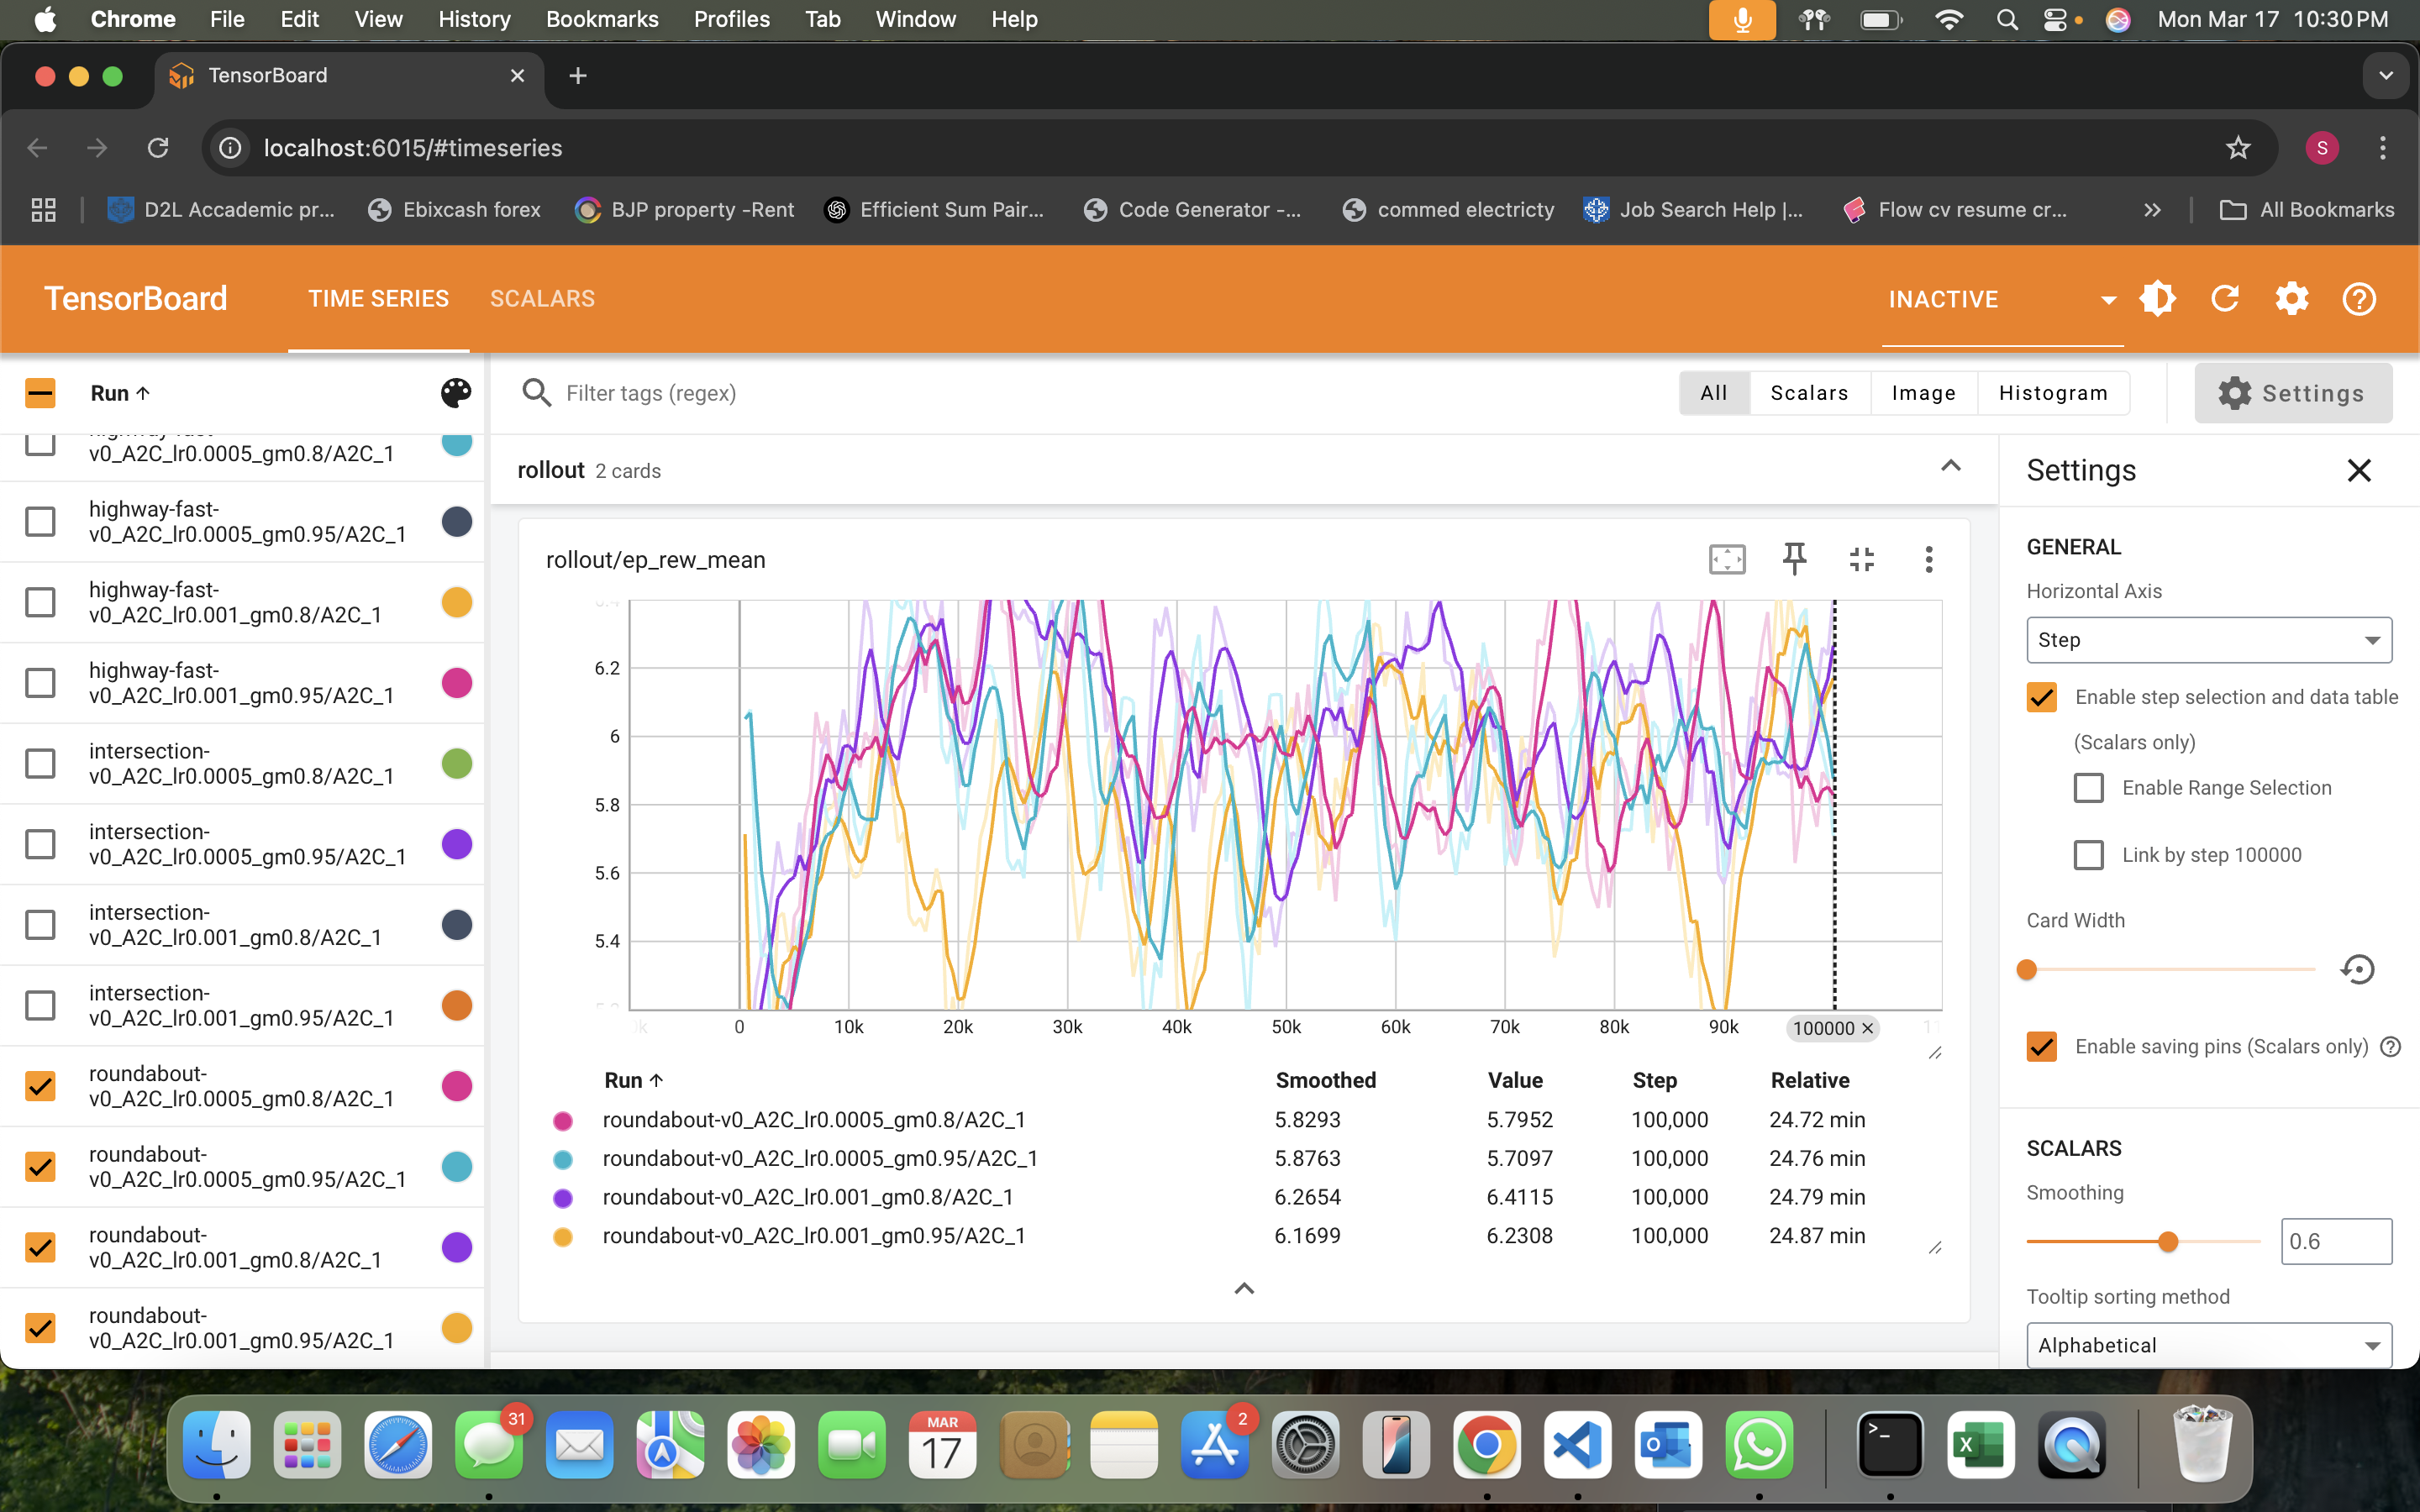 Chrome File Edit View History Bookmarks Profiles Tab Window Help Mon Mar 17 10:30 PM
TensorBoard
localhost:6015/#timeseries
S
D2L Accademic pr... Ebixcash forex BJP property -Rent Efficient Sum Pair... Code Generator -... commed electricty Job Search Help |... Flow cv resume cr... All Bookmarks
TensorBoard TIME SERIES SCALARS INACTIVE
Run
v0_A2C_lr0.0005_gm0.8/A2C_1
highway-fast-
v0_A2C_lr0.0005_gm0.95/A2C_1
highway-fast-
v0_A2C_lr0.001_gm0.8/A2C_1
highway-fast-
v0_A2C_lr0.001_gm0.95/A2C_1
intersection-
v0_A2C_lr0.0005_gm0.8/A2C_1
intersection-
v0_A2C_lr0.0005_gm0.95/A2C_1
intersection-
v0_A2C_lr0.001_gm0.8/A2C_1
intersection-
v0_A2C_lr0.001_gm0.95/A2C_1
roundabout-
v0_A2C_lr0.0005_gm0.8/A2C_1
roundabout-
v0_A2C_lr0.0005_gm0.95/A2C_1
roundabout-
v0_A2C_lr0.001_gm0.8/A2C_1
roundabout-
v0_A2C_lr0.001_gm0.95/A2C_1
Filter tags (regex)
All Scalars Image Histogram Settings
rollout 2 cards
rollout/ep_rew_mean
6.2
6
5.8
5.6
5.4
0 10k 20k 30k 40k 50k 60k 70k 80k 90k 100000
Run Smoothed Value Step Relative
roundabout-v0_A2C_lr0.0005_gm0.8/A2C_1 5.8293 5.7952 100,000 24.72 min
roundabout-v0_A2C_lr0.0005_gm0.95/A2C_1 5.8763 5.7097 100,000 24.76 min
roundabout-v0_A2C_lr0.001_gm0.8/A2C_1 6.2654 6.4115 100,000 24.79 min
roundabout-v0_A2C_lr0.001_gm0.95/A2C_1 6.1699 6.2308 100,000 24.87 min
Settings
GENERAL
Horizontal Axis
Step
Enable step selection and data table
(Scalars only)
Enable Range Selection
Link by step 100000
Card Width
Enable saving pins (Scalars only)
SCALARS
Smoothing
0.6
Tooltip sorting method
Alphabetical
31
MAR
17
2